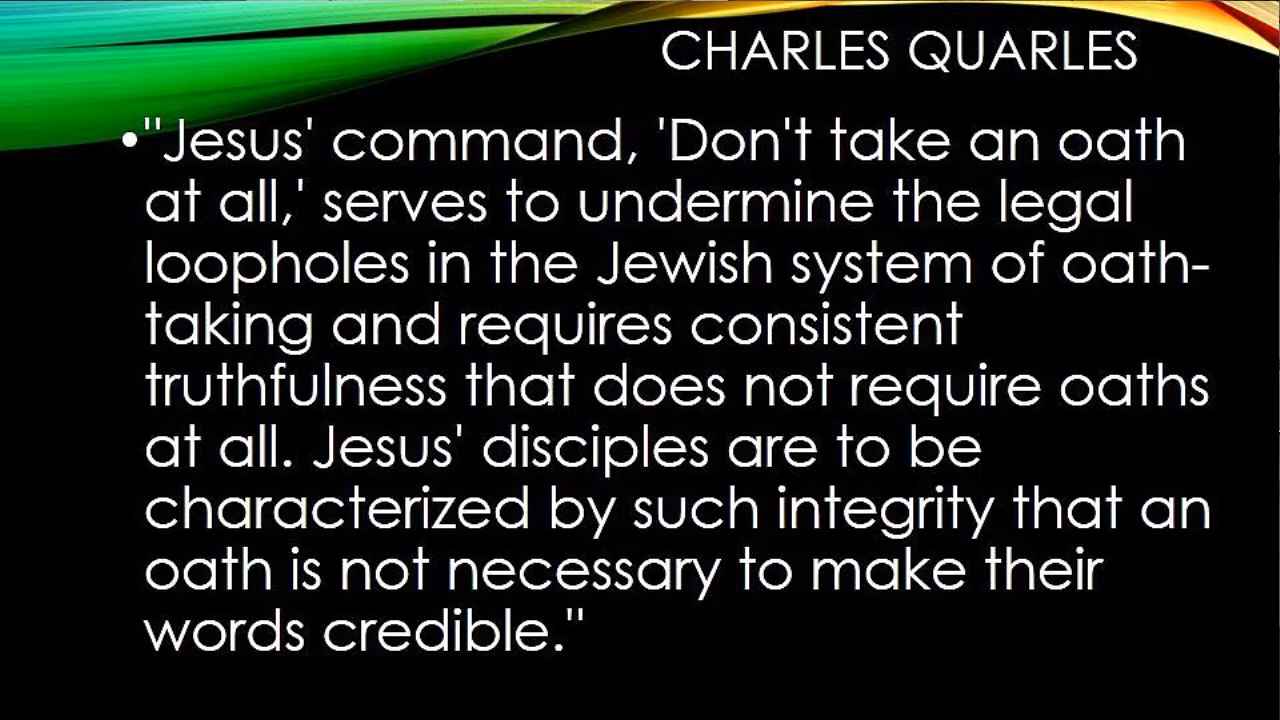 CHARLES QUARLES
•"Jesus' command, 'Don't take an oath
at all,' serves to undermine the legal
loopholes in the Jewish system of oath-
taking and requires consistent
truthfulness that does not require oaths
at all. Jesus' disciples are to be
characterized by such integrity that an
oath is not necessary to make their
words credible."